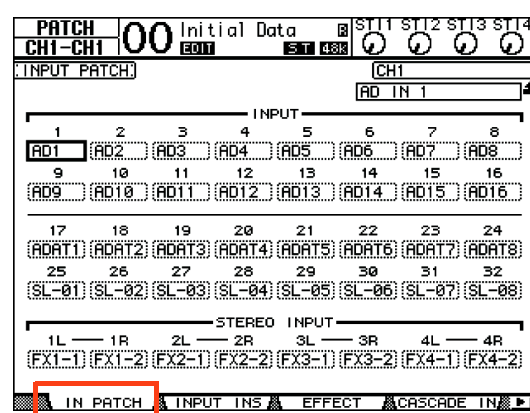 PATCH 00 Initial Data R ST11 ST12 ST13 ST14
CH1-CH1 EDIT ST 48K
INPUT PATCH CH1
AD IN 1
INPUT
1 2 3 4 5 6 7 8
AD1 AD2 AD3 AD4 AD5 AD6 AD7 AD8
9 10 11 12 13 14 15 16
AD9 AD10 AD11 AD12 AD13 AD14 AD15 AD16
17 18 19 20 21 22 23 24
ADAT1 ADAT2 ADAT3 ADAT4 ADAT5 ADAT6 ADAT7 ADAT8
25 26 27 28 29 30 31 32
SL-01 SL-02 SL-03 SL-04 SL-05 SL-06 SL-07 SL-08
STEREO INPUT
1L 1R 2L 2R 3L 3R 4L 4R
FX1-1 FX1-2 FX2-1 FX2-2 FX3-1 FX3-2 FX4-1 FX4-2
IN PATCH INPUT INS EFFECT CASCADE IN